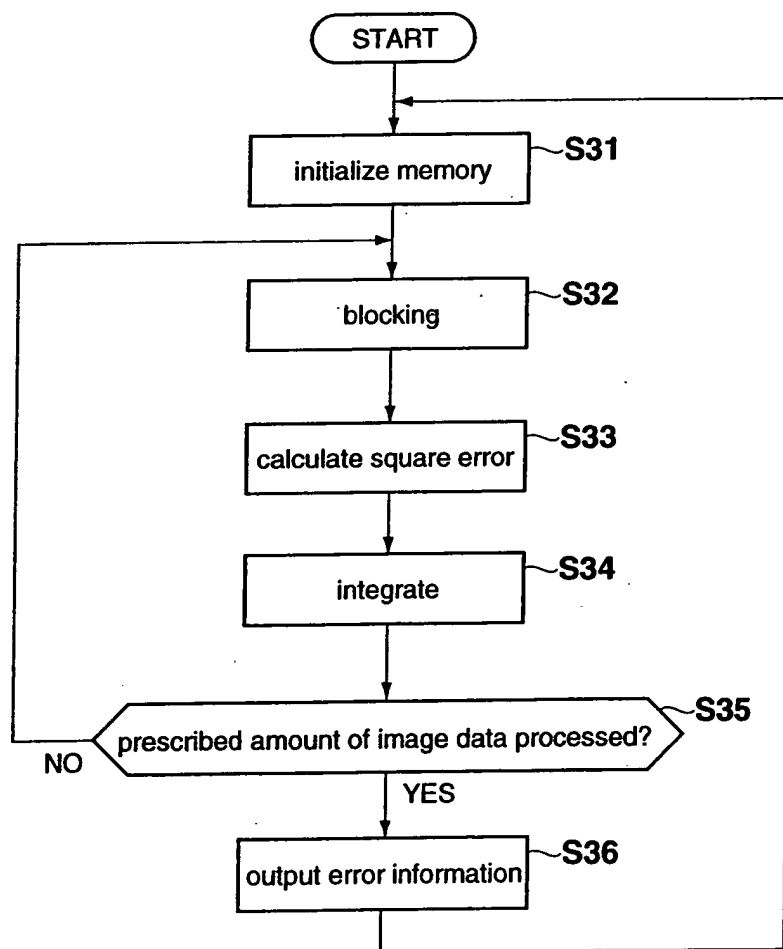 START
initialize memory
S31
blocking
S32
calculate square error
S33
integrate
S34
prescribed amount of image data processed?
S35
NO
YES
output error information
S36